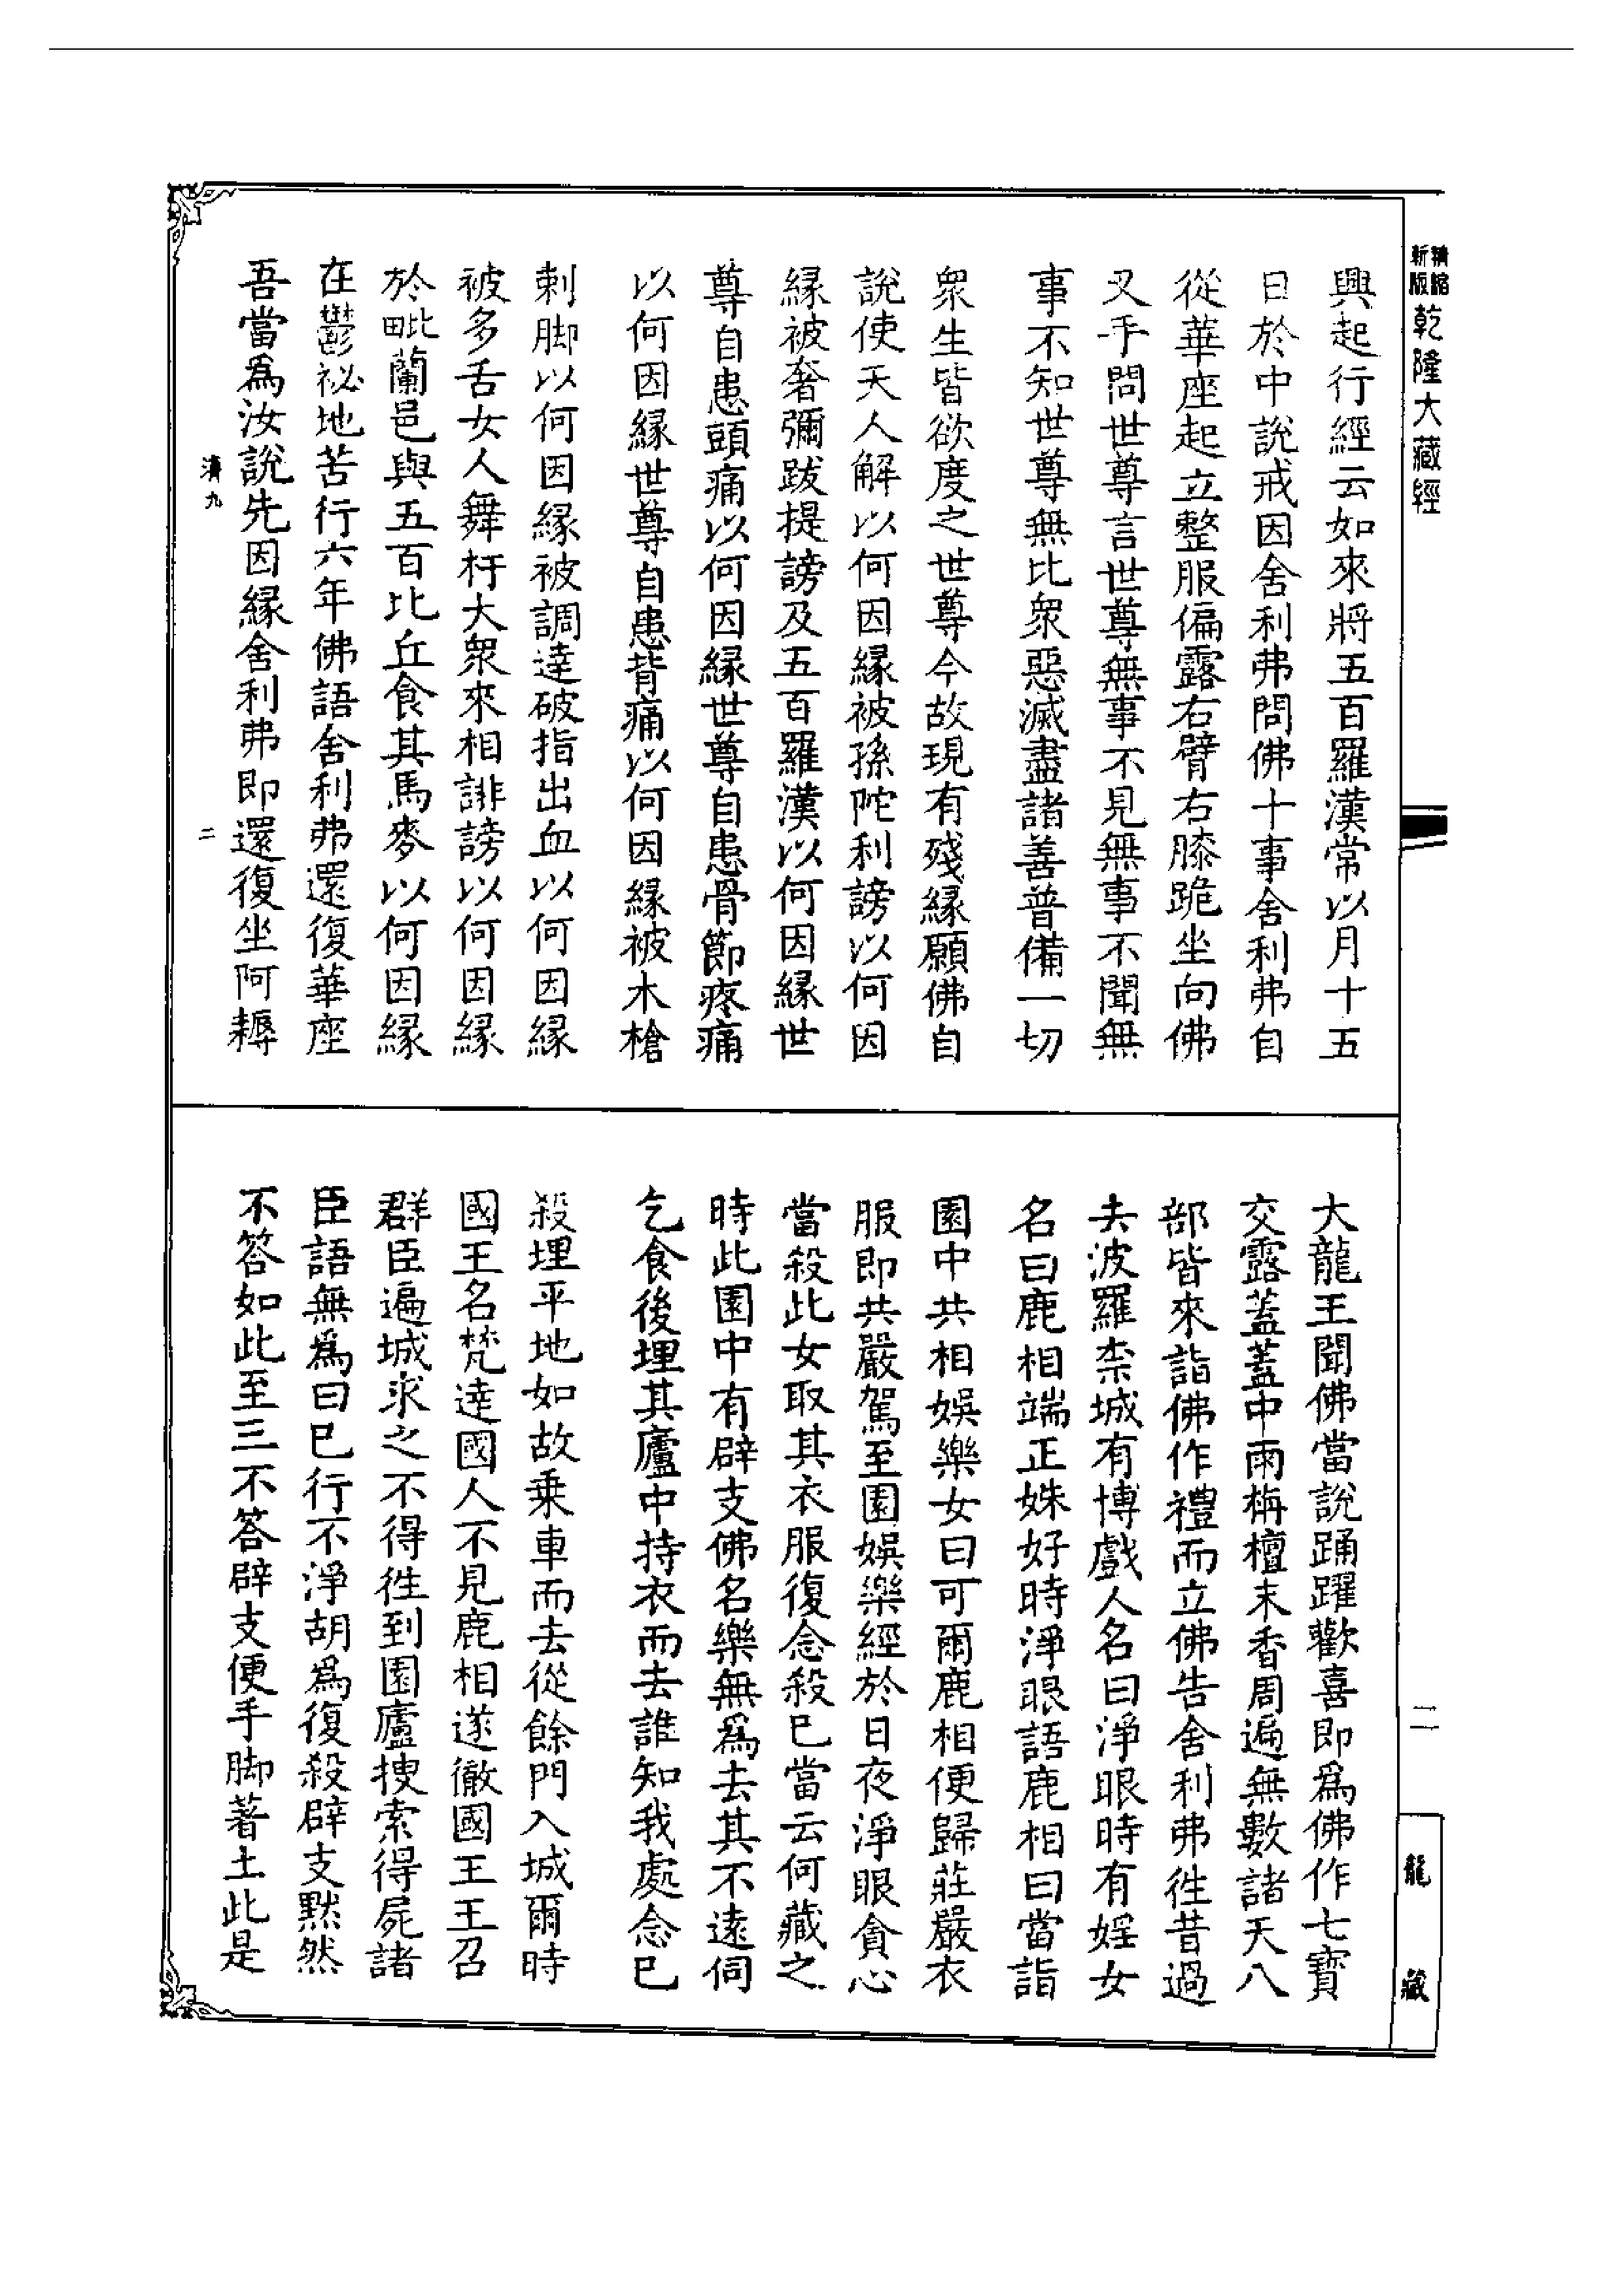 精縮新版
乾隆大藏經
二
龍藏
興起行經云如來將五百羅漢常以月十五
日於中說戒因舍利弗問佛十事舍利弗自
從華座起立整服偏露右臂右膝跪坐向佛
叉手問世尊言世尊無事不見無事不聞無
事不知世尊無比衆惡滅盡諸善普備一切
衆生皆欲度之世尊今故現有殘縁願佛自
說使天人解以何因縁被孫陀利謗以何因
縁被奢彌跋提謗及五百羅漢以何因縁世
尊自患頭痛以何因縁世尊自患骨節疼痛
以何因縁世尊自患背痛以何因縁被木槍
刺脚以何因縁被調達破指出血以何因縁
被多舌女人舞杅大衆來相誹謗以何因縁
於毗蘭邑與五百比丘食其馬麥以何因縁
在鬱祕地苦行六年佛語舍利弗還復華座
吾當爲汝說先因縁舍利弗即還復坐阿耨
濟九
二
大龍王聞佛當說踊躍歡喜即爲佛作七寶
交露蓋蓋中雨栴檀末香周遍無數諸天八
部皆來詣佛作禮而立佛告舍利弗徃昔過
去波羅柰城有博戲人名曰淨眼時有婬女
名曰鹿相端正姝好時淨眼語鹿相曰當詣
園中共相娛樂女曰可爾鹿相便歸莊嚴衣
服即共嚴駕至園娛樂經於日夜淨眼貪心
當殺此女取其衣服復念殺巳當云何藏之
時此園中有辟支佛名樂無爲去其不遠伺
乞食後埋其廬中持衣而去誰知我處念巳
殺埋平地如故乗車而去從餘門入城爾時
國王名梵達國人不見鹿相遂徹國王王召
群臣遍城求之不得徃到園廬搜索得屍諸
臣語無爲曰巳行不淨胡爲復殺辟支默然
不答如此至三不答辟支便手脚著土此是